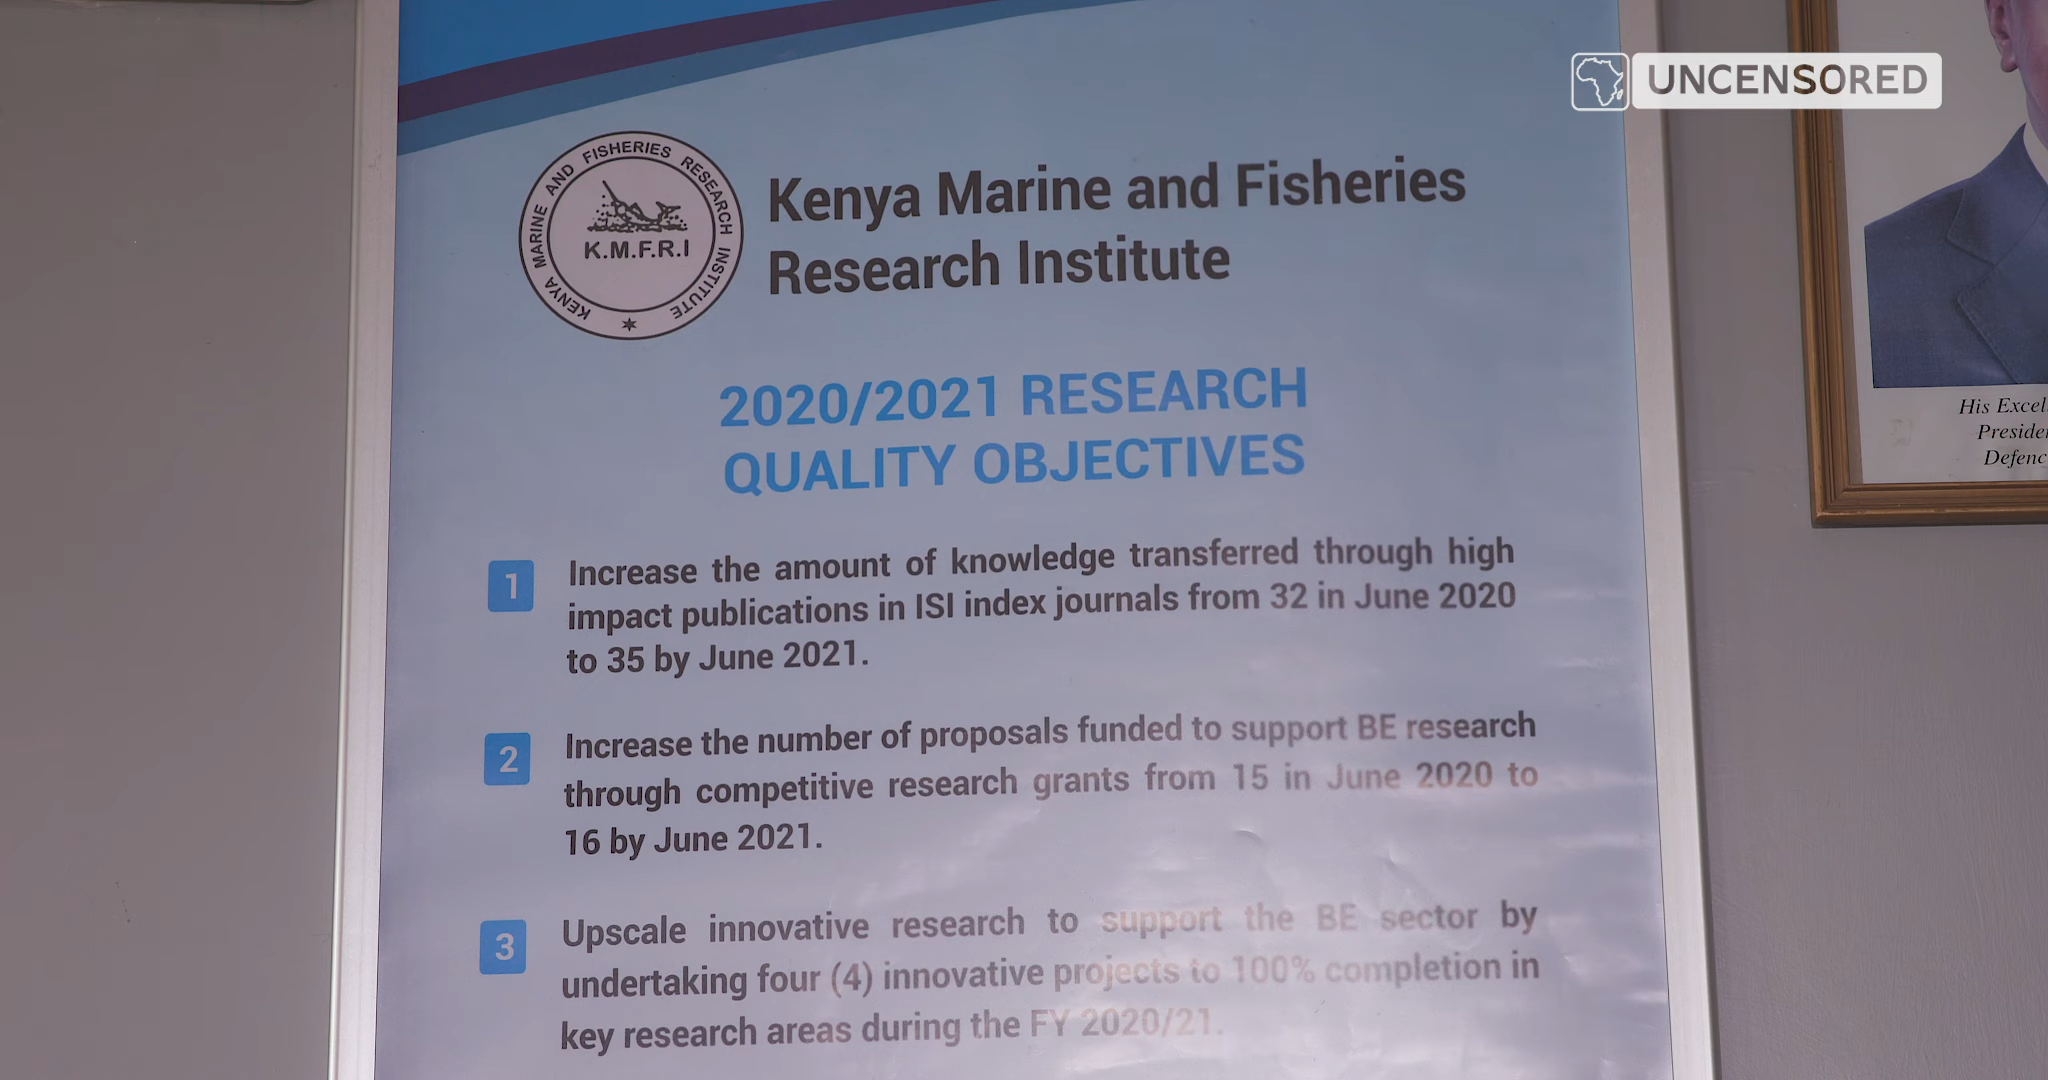 UNCENSORED
KENYA MARINE AND FISHERIES RESEARCH INSTITUTE
K.M.F.R.I
Kenya Marine and Fisheries
Research Institute
2020/2021 RESEARCH
QUALITY OBJECTIVES
1 Increase the amount of knowledge transferred through high
impact publications in ISI index journals from 32 in June 2020
to 35 by June 2021.
2 Increase the number of proposals funded to support BE research
through competitive research grants from 15 in June 2020 to
16 by June 2021.
3 Upscale innovative research to support the BE sector by
undertaking four (4) innovative projects to 100% completion in
key research areas during the FY 2020/21.
His Excel
Preside
Defenc